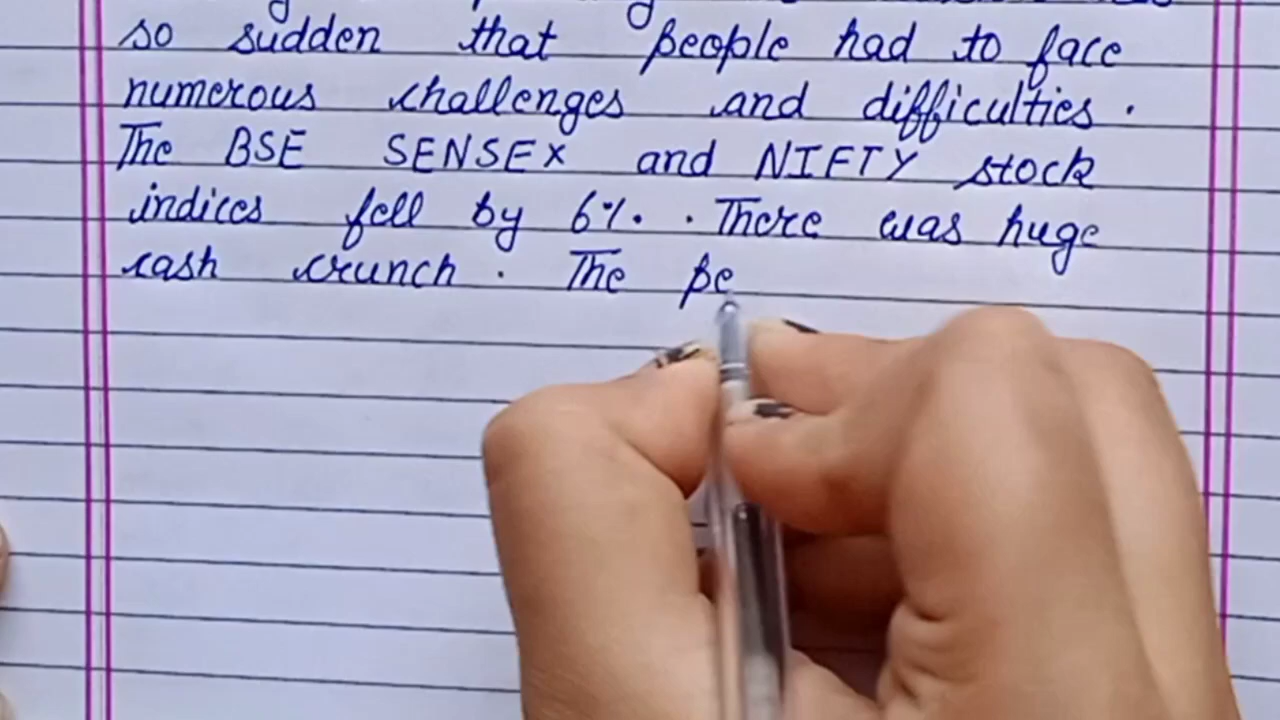 so sudden that people had to face
numerous challenges and difficulties.
The BSE SENSEX and NIFTY stock
indices fell by 6%. . There was huge
cash crunch. The pe